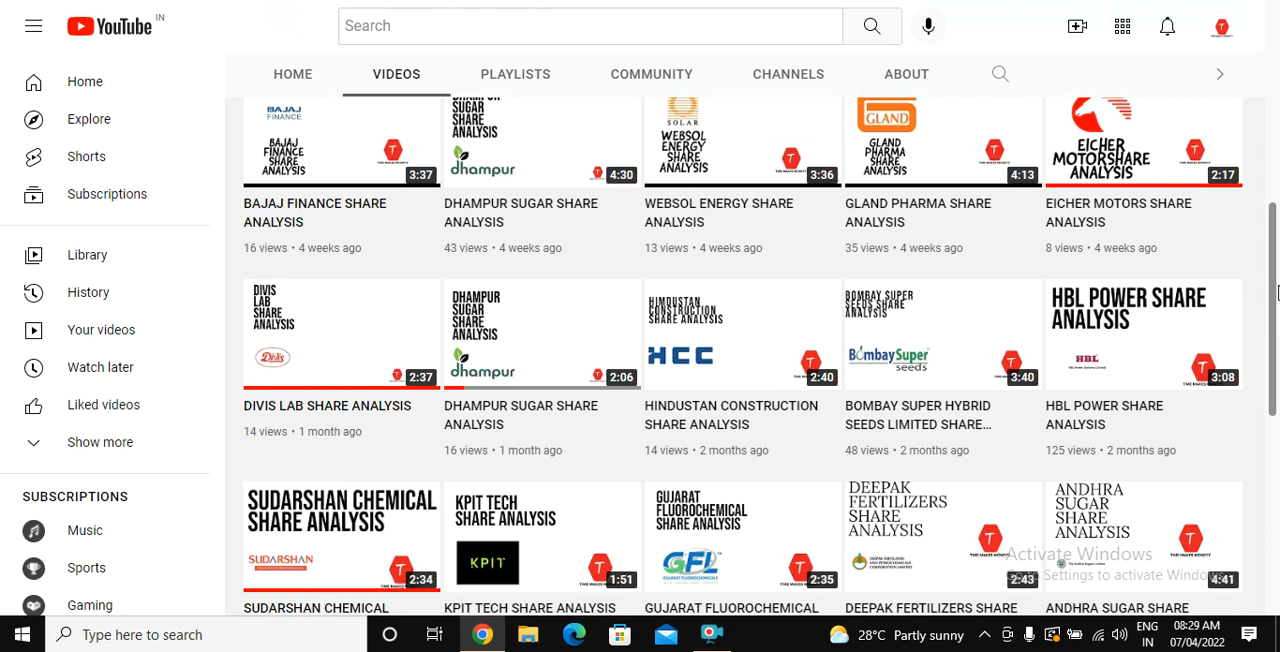 YouTube IN
Search
HOME VIDEOS PLAYLISTS COMMUNITY CHANNELS ABOUT
Home
Explore
Shorts
Subscriptions
Library
History
Your videos
Watch later
Liked videos
Show more
SUBSCRIPTIONS
Music
Sports
Gaming
BAJAJ
FINANCE
BAJAJ
FINANCE
SHARE
ANALYSIS
3:37
BAJAJ FINANCE SHARE
ANALYSIS
16 views • 4 weeks ago
DHAMPUR
SUGAR
SHARE
ANALYSIS
dhampur
4:30
DHAMPUR SUGAR SHARE
ANALYSIS
43 views • 4 weeks ago
SOLAR
WEBSOL
ENERGY
SHARE
ANALYSIS
3:36
WEBSOL ENERGY SHARE
ANALYSIS
13 views • 4 weeks ago
GLAND
GLAND
PHARMA
SHARE
ANALYSIS
4:13
GLAND PHARMA SHARE
ANALYSIS
35 views • 4 weeks ago
EICHER
MOTORSHARE
ANALYSIS
2:17
EICHER MOTORS SHARE
ANALYSIS
8 views • 4 weeks ago
DIVIS
LAB
SHARE
ANALYSIS
Divis
2:37
DIVIS LAB SHARE ANALYSIS
14 views • 1 month ago
DHAMPUR
SUGAR
SHARE
ANALYSIS
dhampur
2:06
DHAMPUR SUGAR SHARE
ANALYSIS
16 views • 1 month ago
HINDUSTAN
CONSTRUCTION
SHARE ANALYSIS
HCC
2:40
HINDUSTAN CONSTRUCTION
SHARE ANALYSIS
14 views • 2 months ago
BOMBAY SUPER
SEEDS SHARE
ANALYSIS
BombaySuper
seeds
3:40
BOMBAY SUPER HYBRID
SEEDS LIMITED SHARE...
48 views • 2 months ago
HBL POWER SHARE
ANALYSIS
HBL
3:08
HBL POWER SHARE
ANALYSIS
125 views • 2 months ago
SUDARSHAN CHEMICAL
SHARE ANALYSIS
SUDARSHAN
2:34
SUDARSHAN CHEMICAL
KPIT TECH
SHARE ANALYSIS
KPIT
1:51
KPIT TECH SHARE ANALYSIS
GUJARAT
FLUOROCHEMICAL
SHARE ANALYSIS
GFL
2:35
GUJARAT FLUOROCHEMICAL
DEEPAK
FERTILIZERS
SHARE
ANALYSIS
2:43
DEEPAK FERTILIZERS SHARE
ANDHRA
SUGAR
SHARE
ANALYSIS
4:41
ANDHRA SUGAR SHARE
Activate Windows
Go to Settings to activate Windows.
Type here to search
28°C Partly sunny
ENG
IN
08:29 AM
07/04/2022